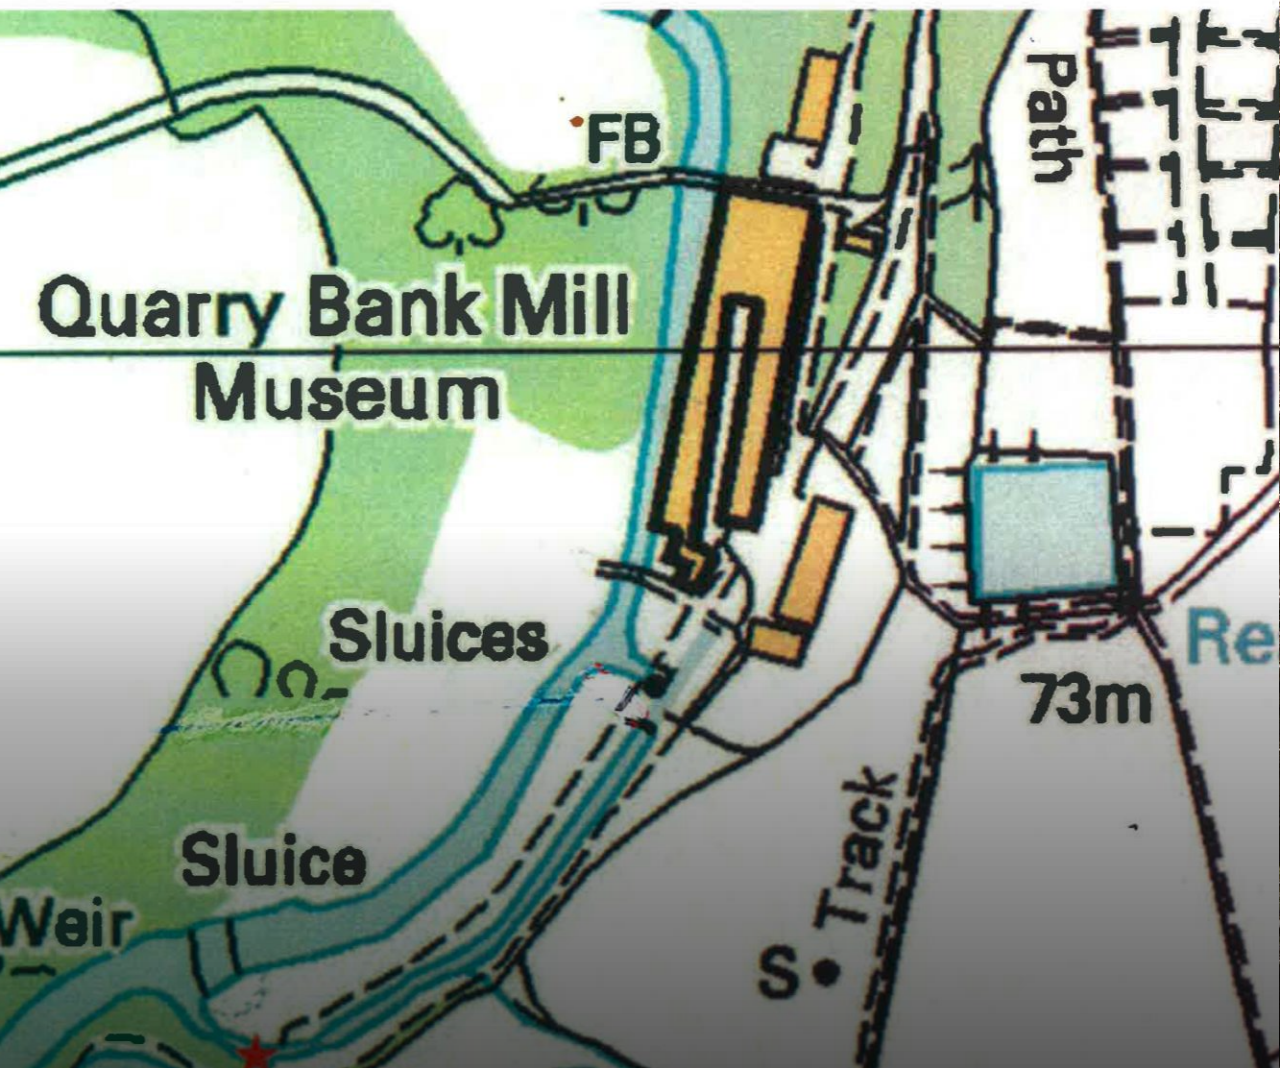 Path
FB
Quarry Bank Mill
Museum
Sluices
Re
73m
Track
Sluice
Weir
S